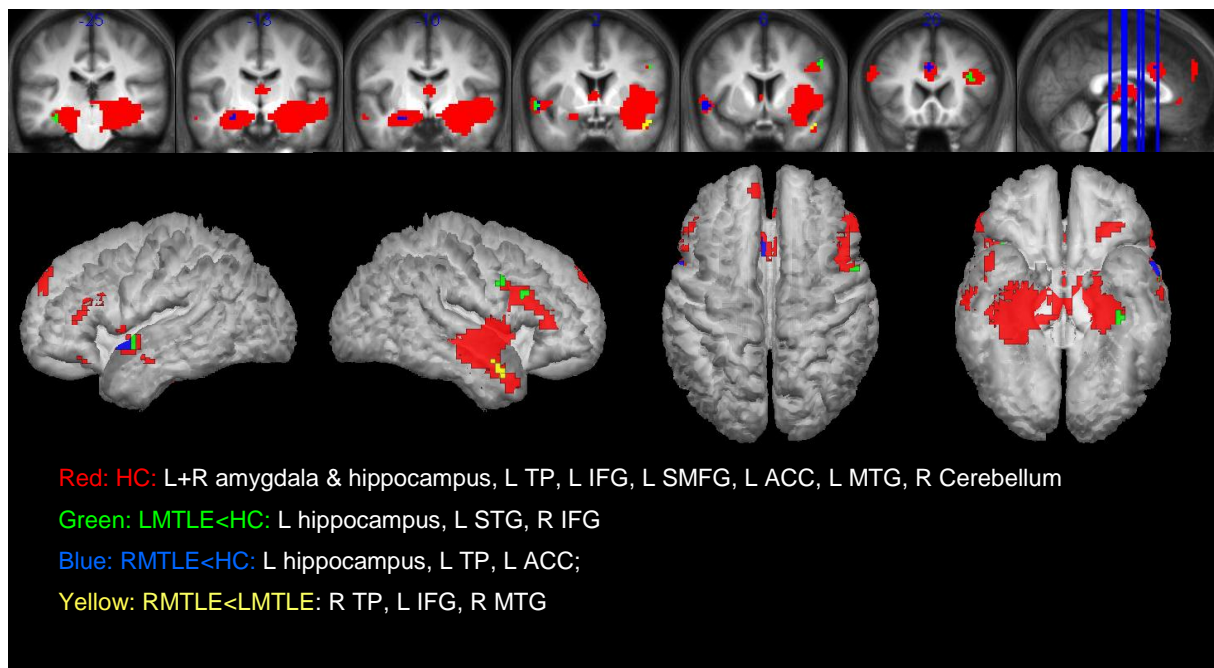 -25 -13 -10 2 6 20
Red: HC: L+R amygdala & hippocampus, L TP, L IFG, L SMFG, L ACC, L MTG, R Cerebellum
Green: LMTLE<HC: L hippocampus, L STG, R IFG
Blue: RMTLE<HC: L hippocampus, L TP, L ACC;
Yellow: RMTLE<LMTLE: R TP, L IFG, R MTG